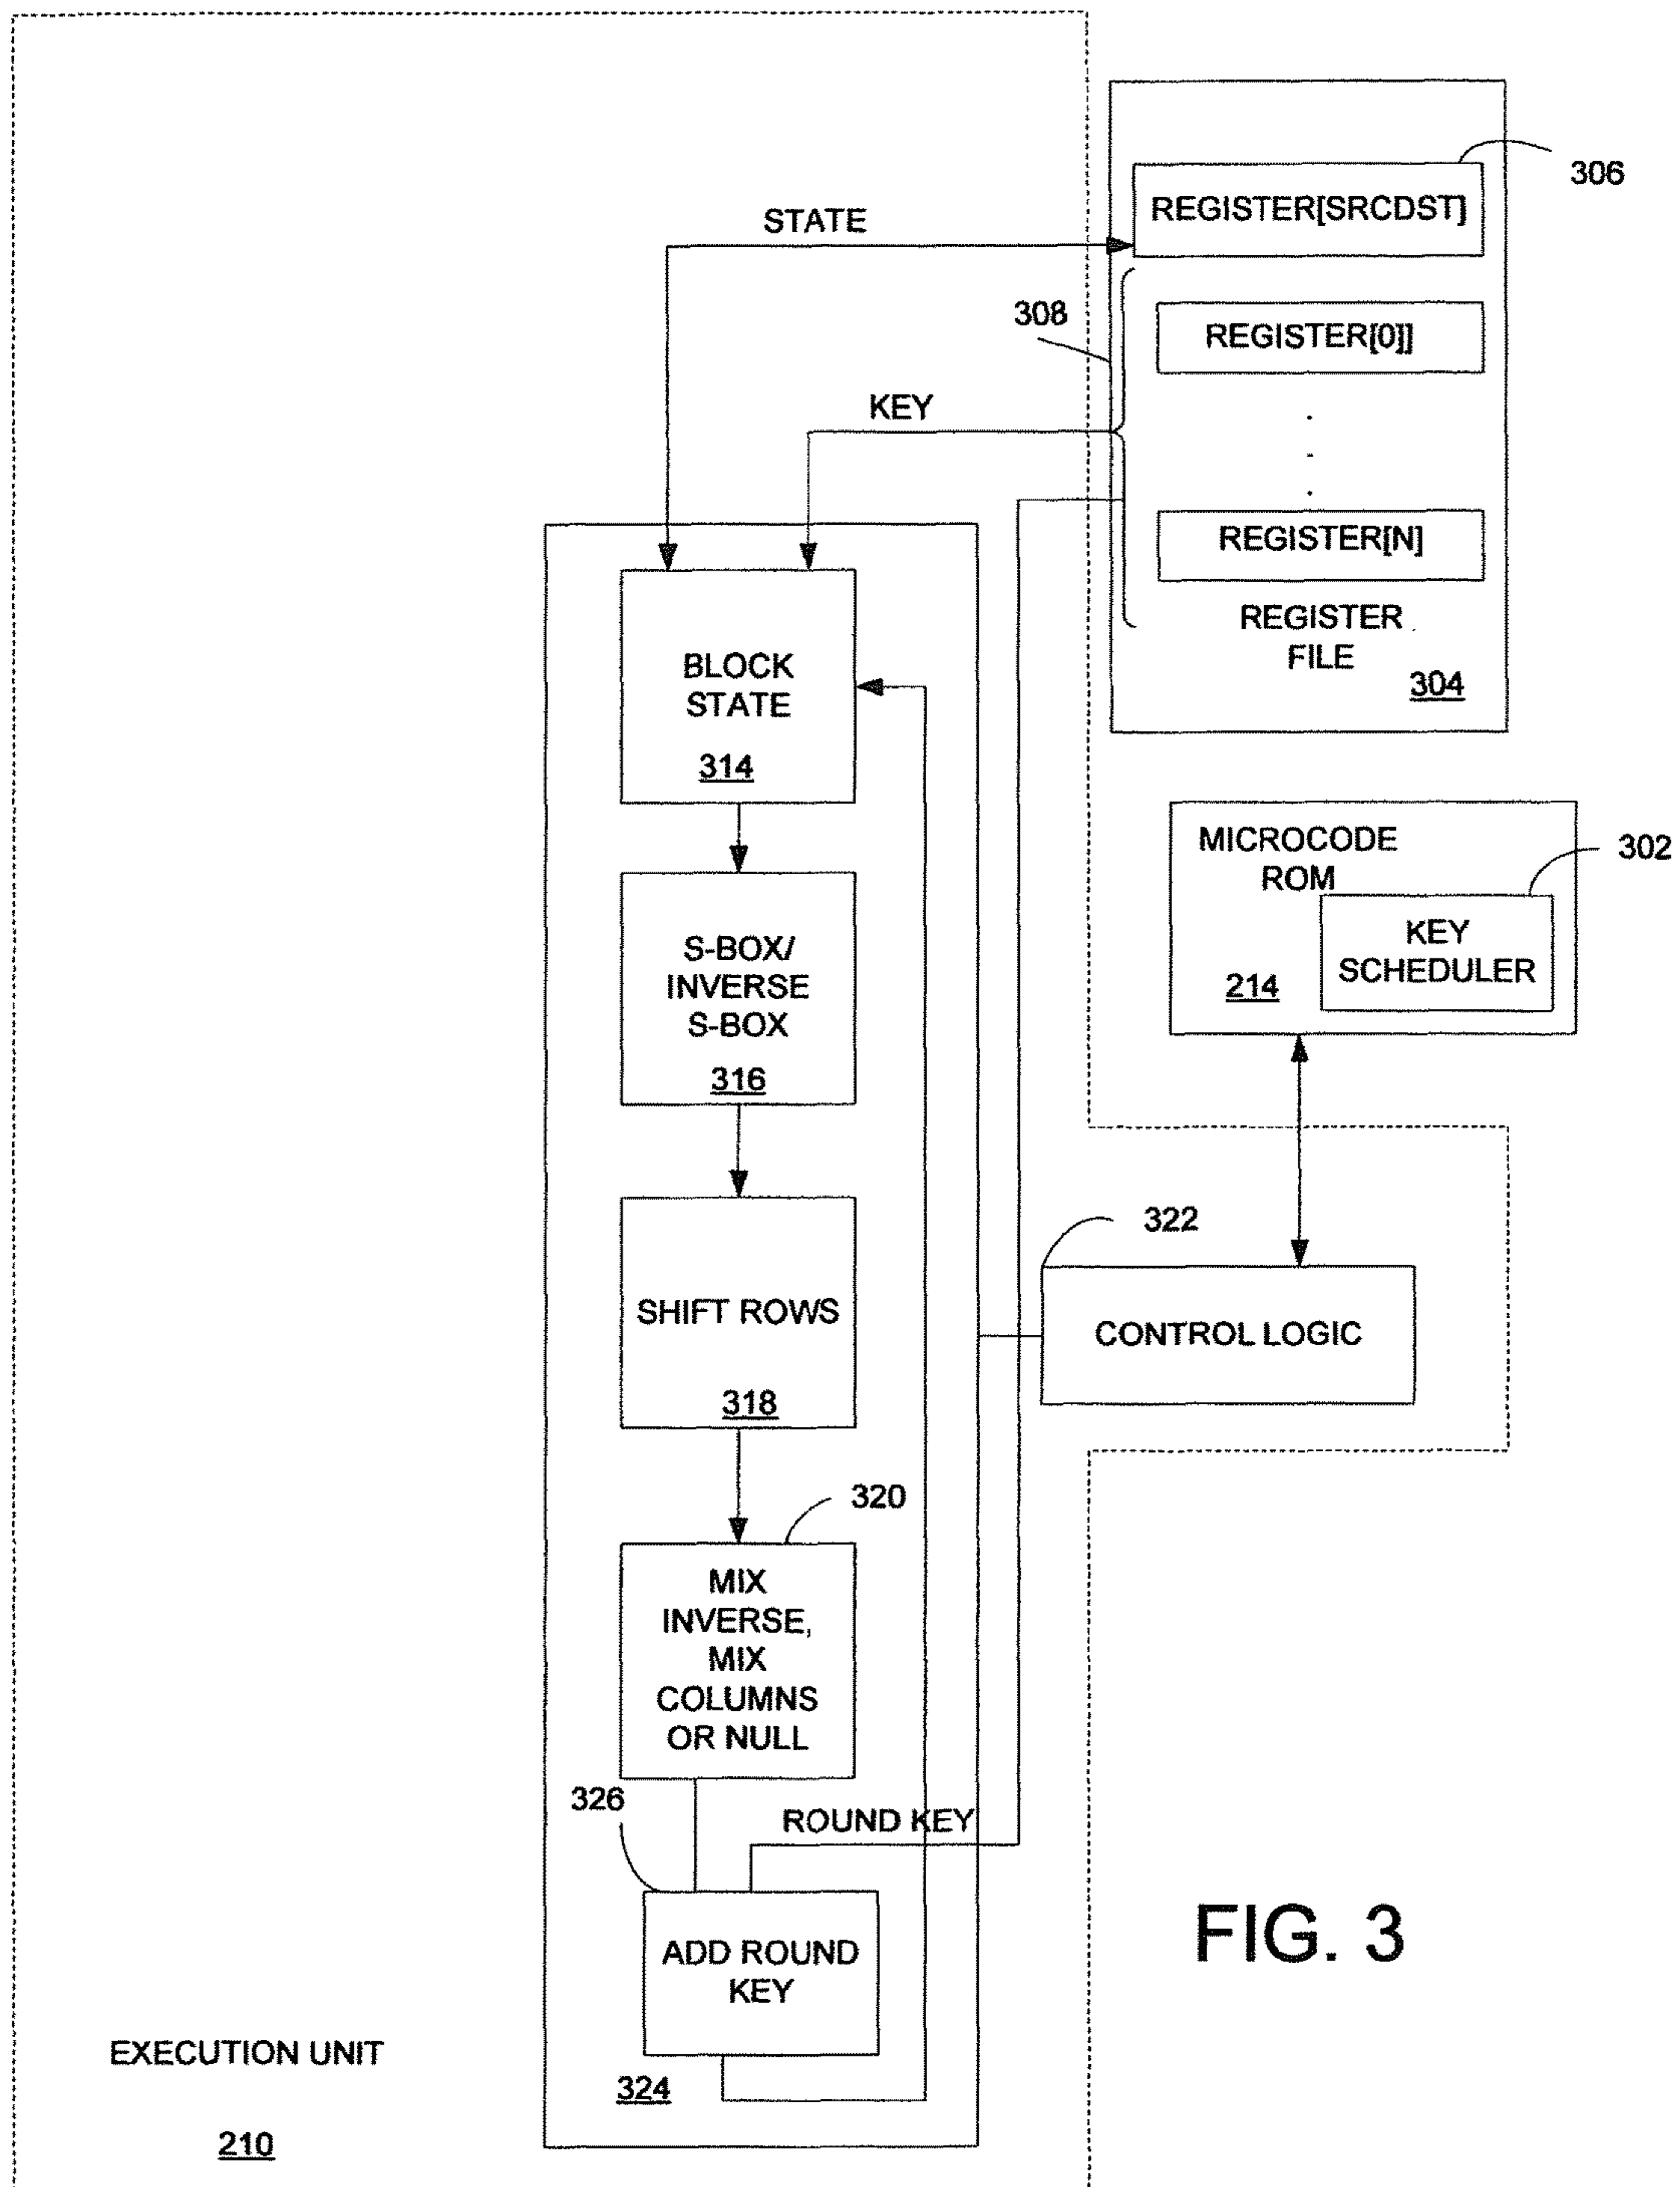 306
REGISTER[SRCDST]
STATE
308
REGISTER[0]]
KEY
REGISTER[N]
REGISTER
FILE
304
BLOCK
STATE
314
MICROCODE
ROM
302
KEY
SCHEDULER
214
S-BOX/
INVERSE
S-BOX
316
322
SHIFT ROWS
318
CONTROL LOGIC
320
MIX
INVERSE,
MIX
COLUMNS
OR NULL
326
ROUND KEY
ADD ROUND
KEY
324
FIG. 3
EXECUTION UNIT
210